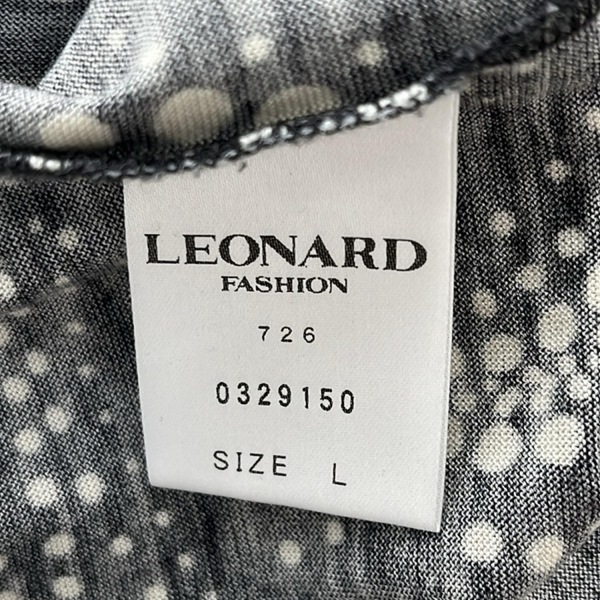 LEONARD
FASHION
726
0329150
SIZE L